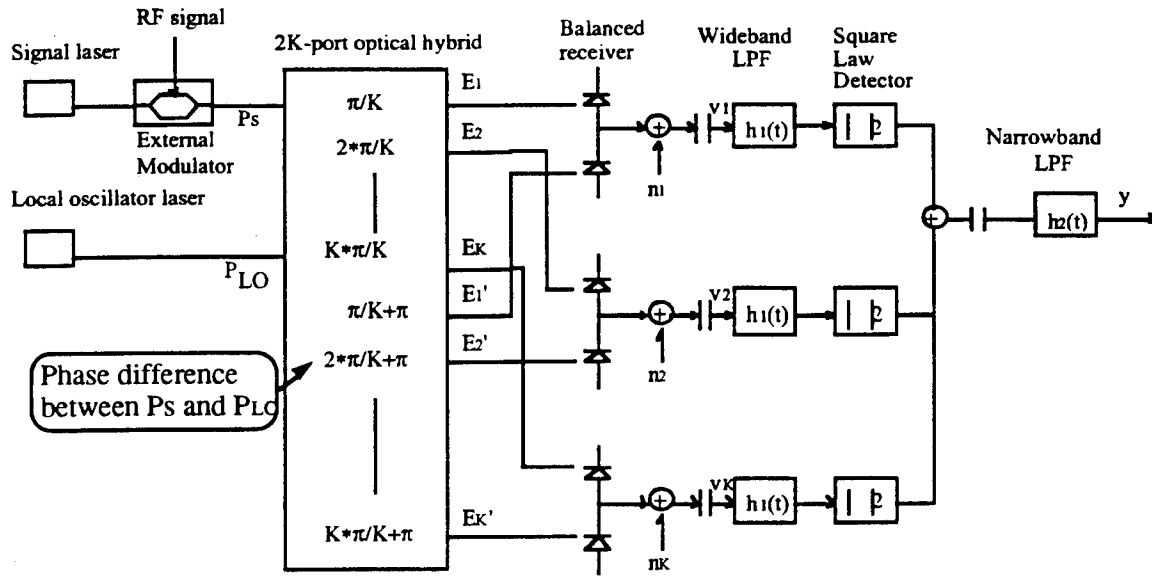 RF signal
Signal laser
Ps
External
Modulator
Local oscillator laser
PLO
2K-port optical hybrid
π/K
2*π/K
K*π/K
π/K+π
2*π/K+π
K*π/K+π
Phase difference
between Ps and PLO
E1
E2
EK
E1'
E2'
EK'
Balanced
receiver
n1
n2
nK
v1
v2
vK
Wideband
LPF
h1(t)
h1(t)
h1(t)
Square
Law
Detector
| |2
| |2
| |2
Narrowband
LPF
h2(t)
y